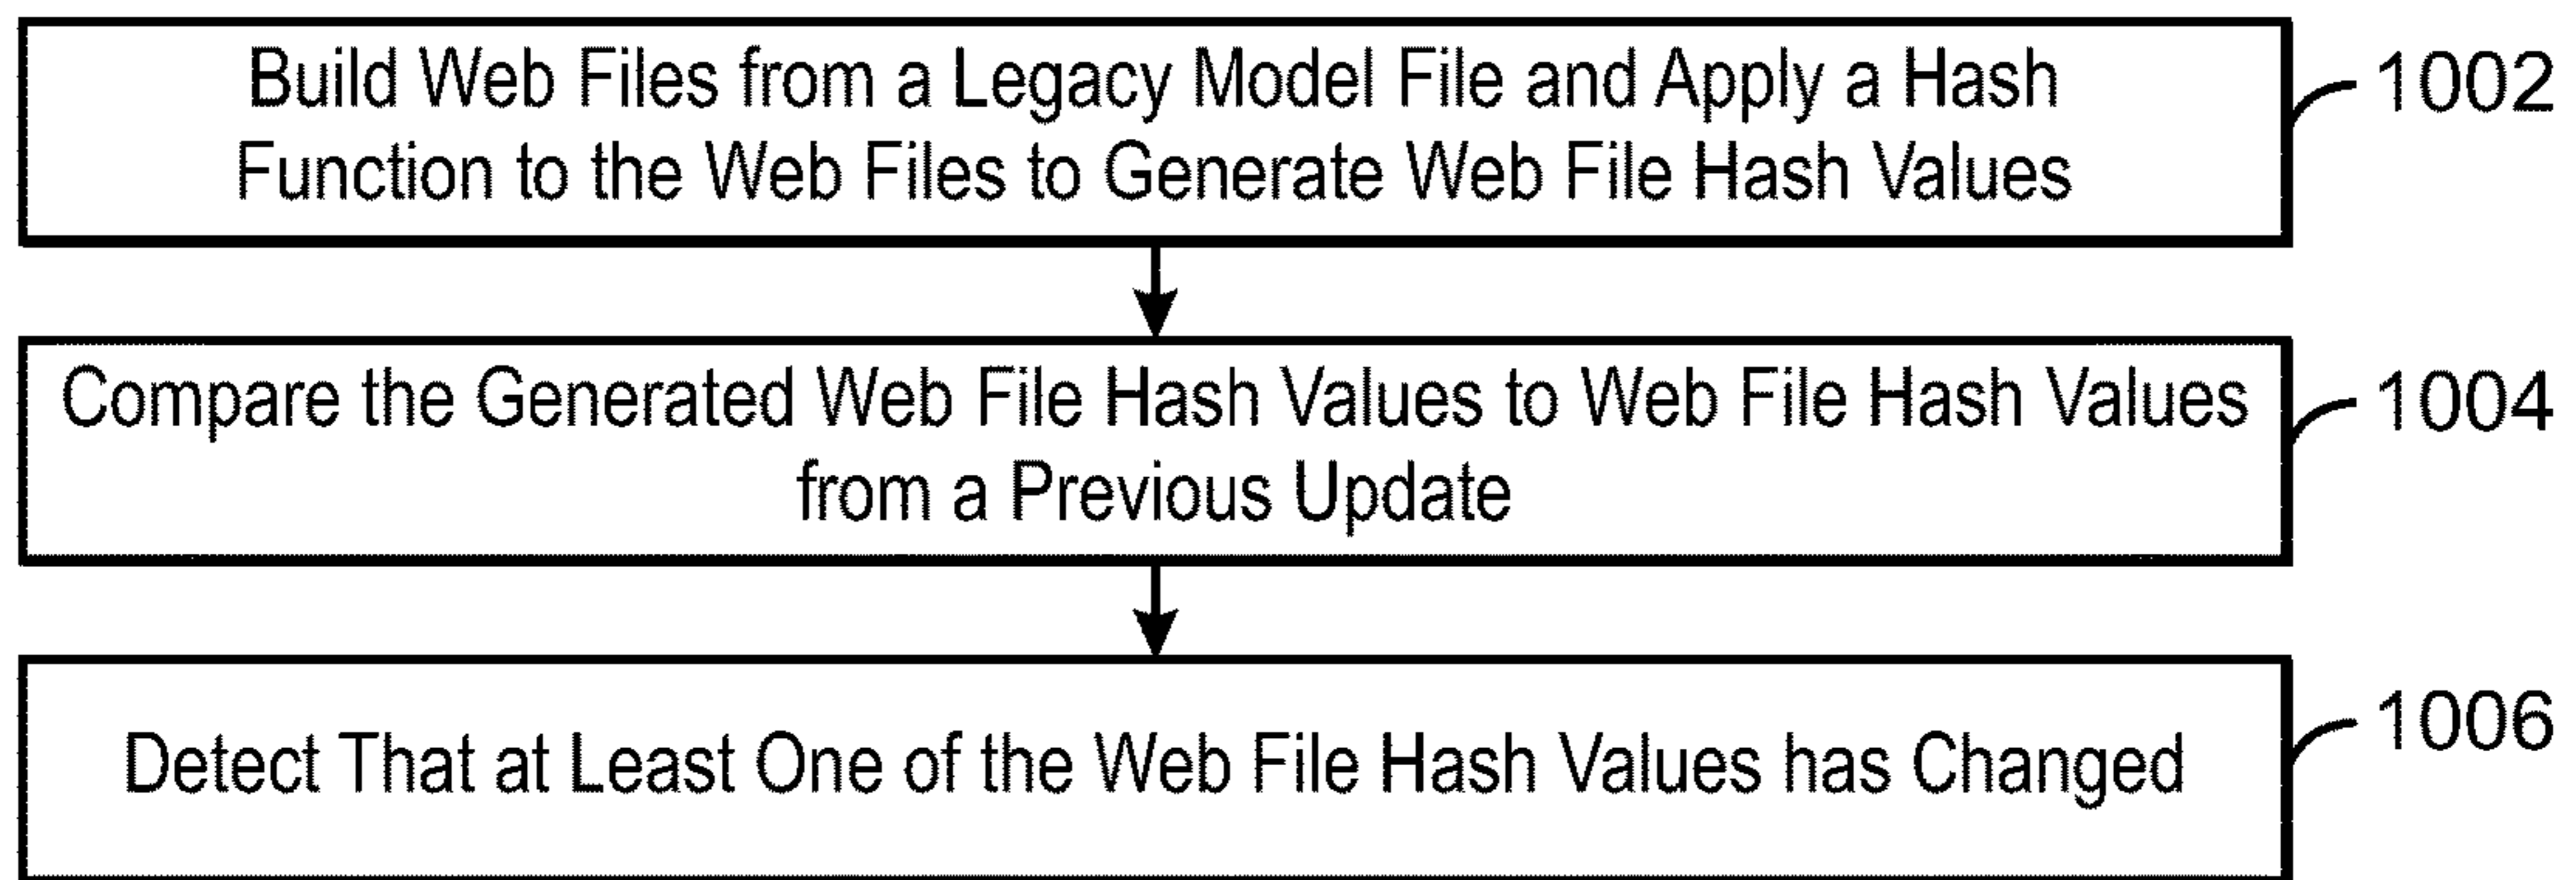 Build Web Files from a Legacy Model File and Apply a Hash
Function to the Web Files to Generate Web File Hash Values
1002
Compare the Generated Web File Hash Values to Web File Hash Values
from a Previous Update
1004
Detect That at Least One of the Web File Hash Values has Changed
1006